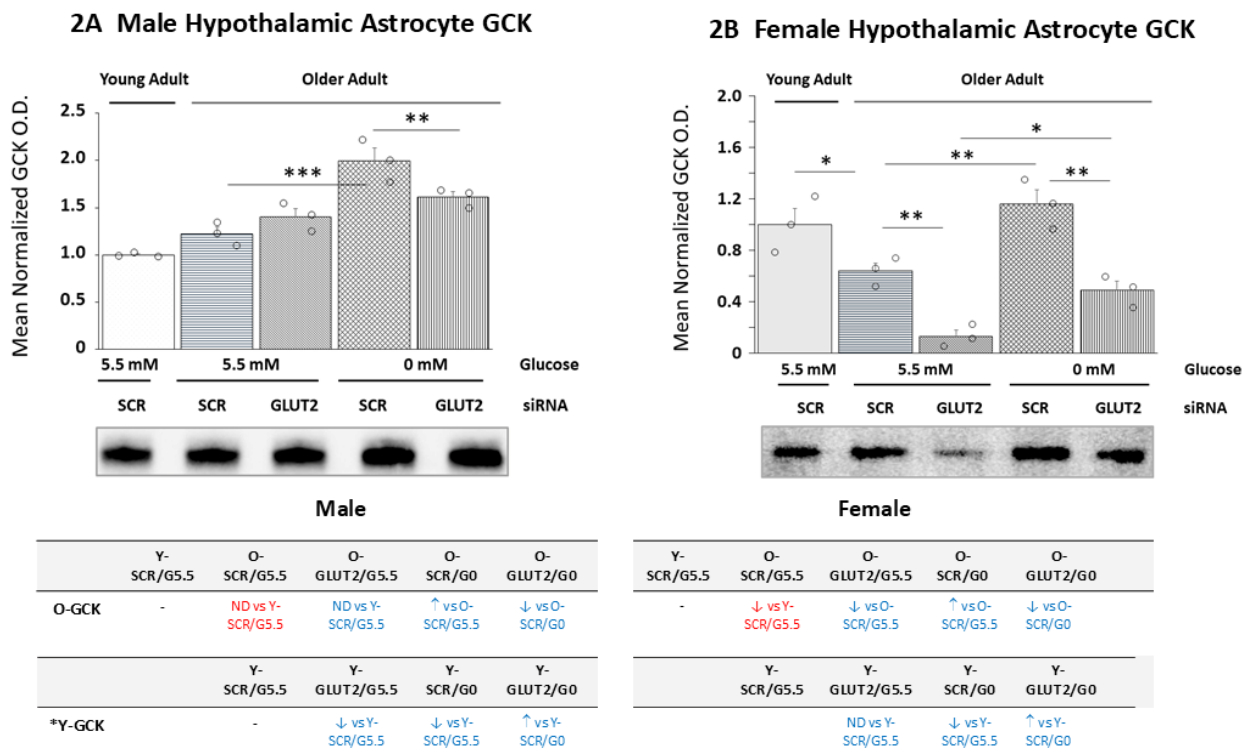 2A Male Hypothalamic Astrocyte GCK
Young Adult Older Adult
Mean Normalized GCK O.D.
2.5
2.0
1.5
1.0
0.5
0
***
**
5.5 mM 5.5 mM 0 mM Glucose
SCR SCR GLUT2 SCR GLUT2 siRNA
2B Female Hypothalamic Astrocyte GCK
Young Adult Older Adult
Mean Normalized GCK O.D.
2.0
1.6
1.2
0.8
0.4
0
*
**
**
*
**
5.5 mM 5.5 mM 0 mM Glucose
SCR SCR GLUT2 SCR GLUT2 siRNA
Male
Y- O- O- O- O-
SCR/G5.5 SCR/G5.5 GLUT2/G5.5 SCR/G0 GLUT2/G0
O-GCK - ND vs Y- ND vs Y- ↑ vs O- ↓ vs O-
SCR/G5.5 SCR/G5.5 SCR/G5.5 SCR/G0
Y- Y- Y- Y-
SCR/G5.5 GLUT2/G5.5 SCR/G0 GLUT2/G0
*Y-GCK - ↓ vs Y- ↓ vs Y- ↑ vs Y-
SCR/G5.5 SCR/G5.5 SCR/G0
Female
Y- O- O- O- O-
SCR/G5.5 SCR/G5.5 GLUT2/G5.5 SCR/G0 GLUT2/G0
- ↓ vs Y- ↓ vs O- ↑ vs O- ↓ vs O-
SCR/G5.5 SCR/G5.5 SCR/G5.5 SCR/G0
Y- Y- Y- Y-
SCR/G5.5 GLUT2/G5.5 SCR/G0 GLUT2/G0
ND vs Y- ↓ vs Y- ↑ vs Y-
SCR/G5.5 SCR/G5.5 SCR/G0